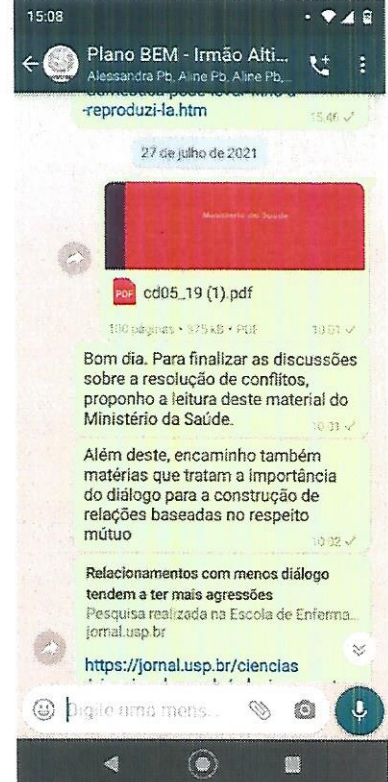 15:08
Plano BEM - Irmão Alti...
Alessandra Pb, Aline Pb, Aline Pb,...
-reproduzi-la.htm
15:46
27 de julho de 2021
Ministério da Saúde
PDF cd05_19 (1).pdf
100 páginas • 575 kB • PDF 10:01
Bom dia. Para finalizar as discussões
sobre a resolução de conflitos,
proponho a leitura deste material do
Ministério da Saúde.
10:01
Além deste, encaminho também
matérias que tratam a importância
do diálogo para a construção de
relações baseadas no respeito
mútuo
10:02
Relacionamentos com menos diálogo
tendem a ter mais agressões
Pesquisa realizada na Escola de Enferma...
jornal.usp.br
https://jornal.usp.br/ciencias
Digite uma mens...